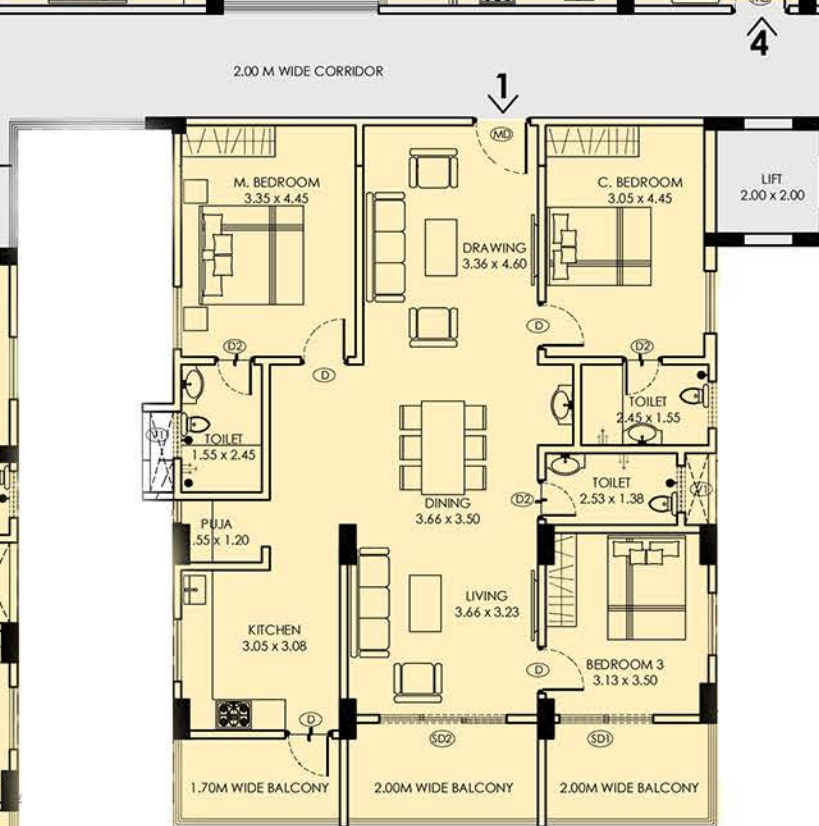 4
2.00 M WIDE CORRIDOR
1
MD
M. BEDROOM
3.35 x 4.45
C. BEDROOM
3.05 x 4.45
LIFT
2.00 x 2.00
DRAWING
3.36 x 4.60
D
D2
D2
D
TOILET
2.45 x 1.55
V1
TOILET
1.55 x 2.45
TOILET
2.53 x 1.38
V1
D2
DINING
3.66 x 3.50
PUJA
.55 x 1.20
LIVING
3.66 x 3.23
KITCHEN
3.05 x 3.08
D
BEDROOM 3
3.13 x 3.50
D
SD2
SD1
1.70M WIDE BALCONY
2.00M WIDE BALCONY
2.00M WIDE BALCONY